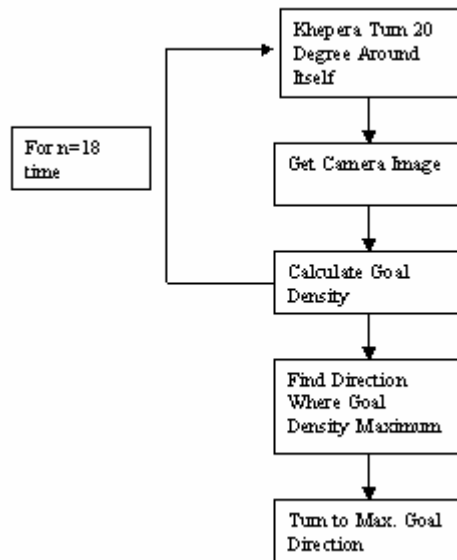 Khepera Turn 20
Degree Around
Itself
For n=18
time
Get Camera Image
Calculate Goal
Density
Find Direction
Where Goal
Density Maximum
Turn to Max. Goal
Direction